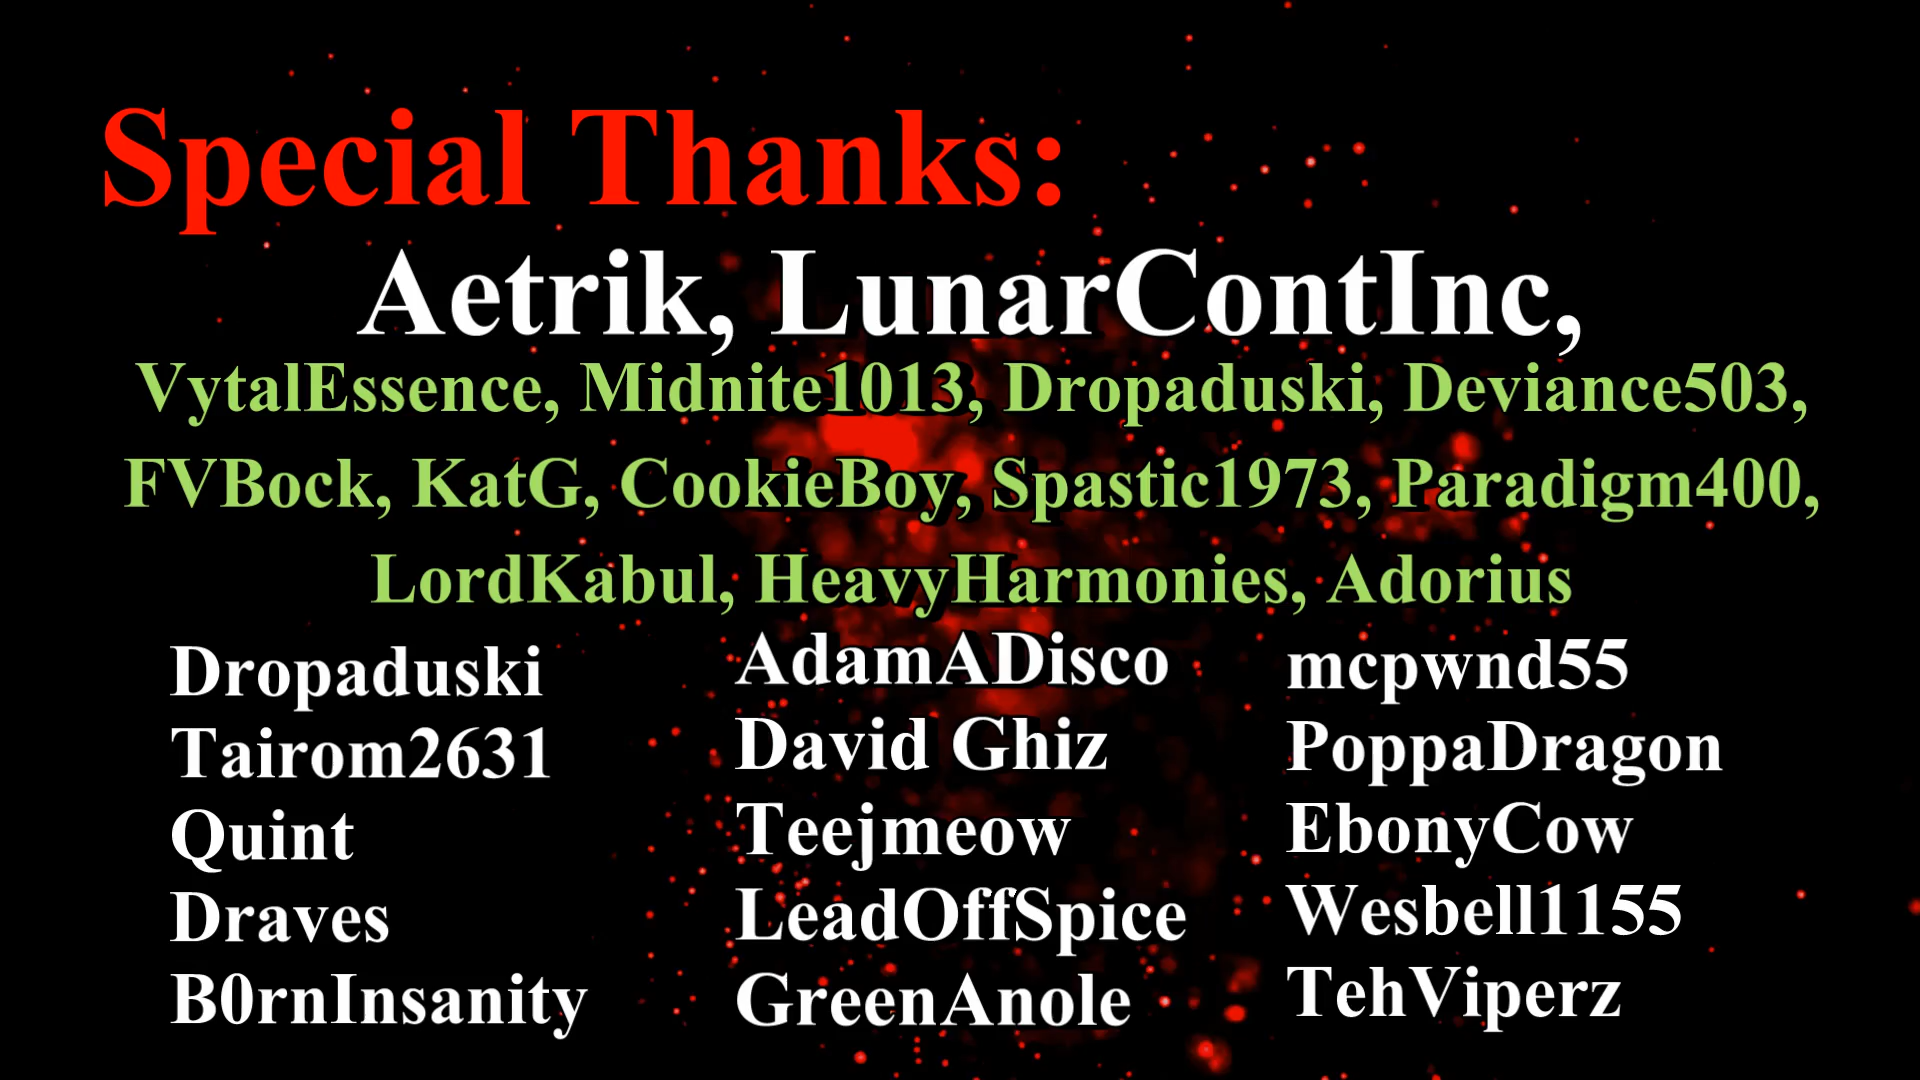 Special Thanks:
Aetrik, LunarContInc,
VytalEssence, Midnite1013, Dropaduski, Deviance503,
FVBock, KatG, CookieBoy, Spastic1973, Paradigm400,
LordKabul, HeavyHarmonies, Adorius
Dropaduski
Tairom2631
Quint
Draves
B0rnInsanity
AdamADisco
David Ghiz
Teejmeow
LeadOffSpice
GreenAnole
mcpwnd55
PoppaDragon
EbonyCow
Wesbell1155
TehViperz